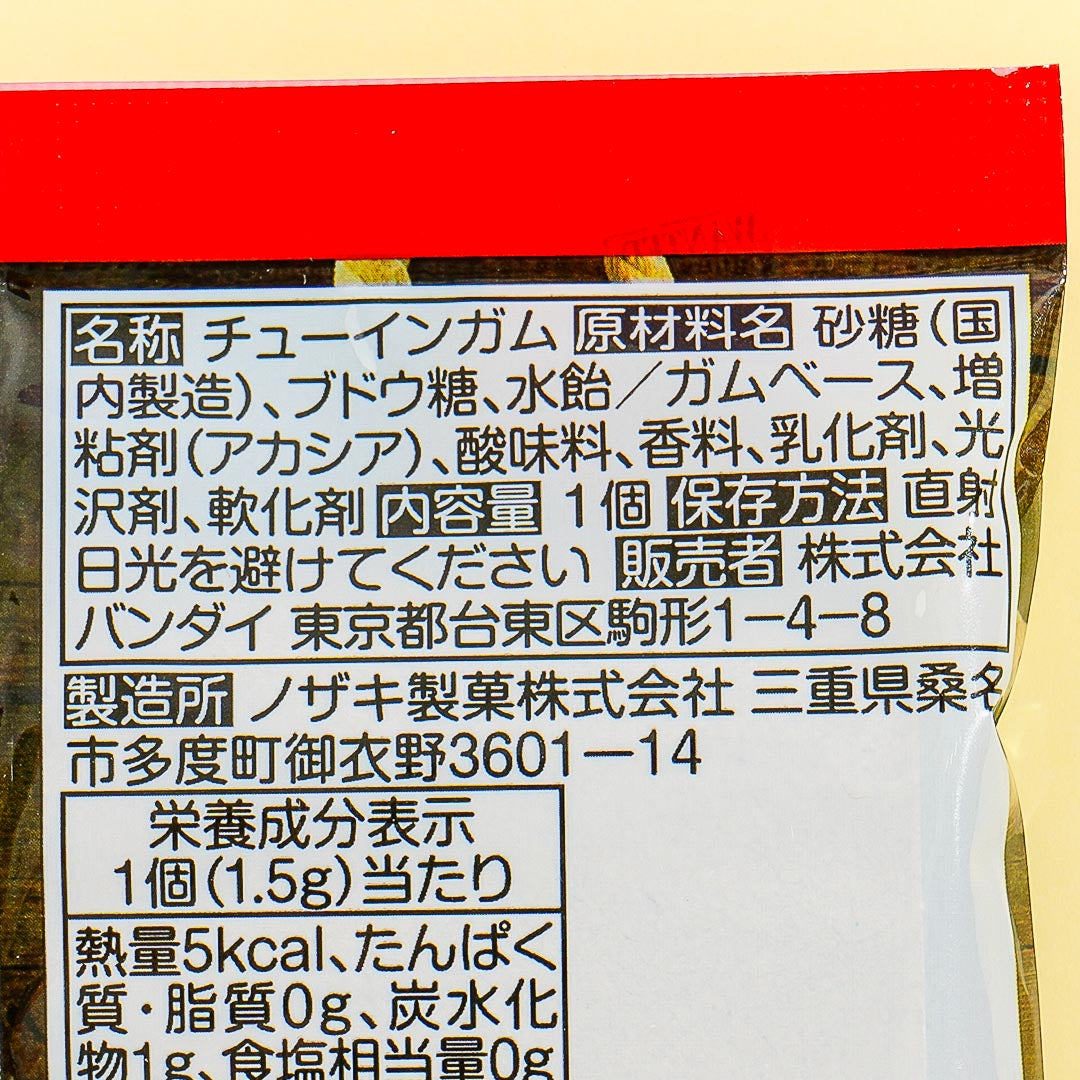 名称 チューインガム 原材料名 砂糖(国
内製造)、ブドウ糖、水飴/ガムベース、増
粘剤(アカシア)、酸味料、香料、乳化剤、光
沢剤、軟化剤 内容量 1個 保存方法 直射
日光を避けてください 販売者 株式会社
バンダイ 東京都台東区駒形1-4-8
製造所 ノザキ製菓株式会社 三重県桑名
市多度町御衣野3601-14
栄養成分表示
1個(1.5g)当たり
熱量5kcal、たんぱく
質・脂質0g、炭水化
物1g、食塩相当量0g